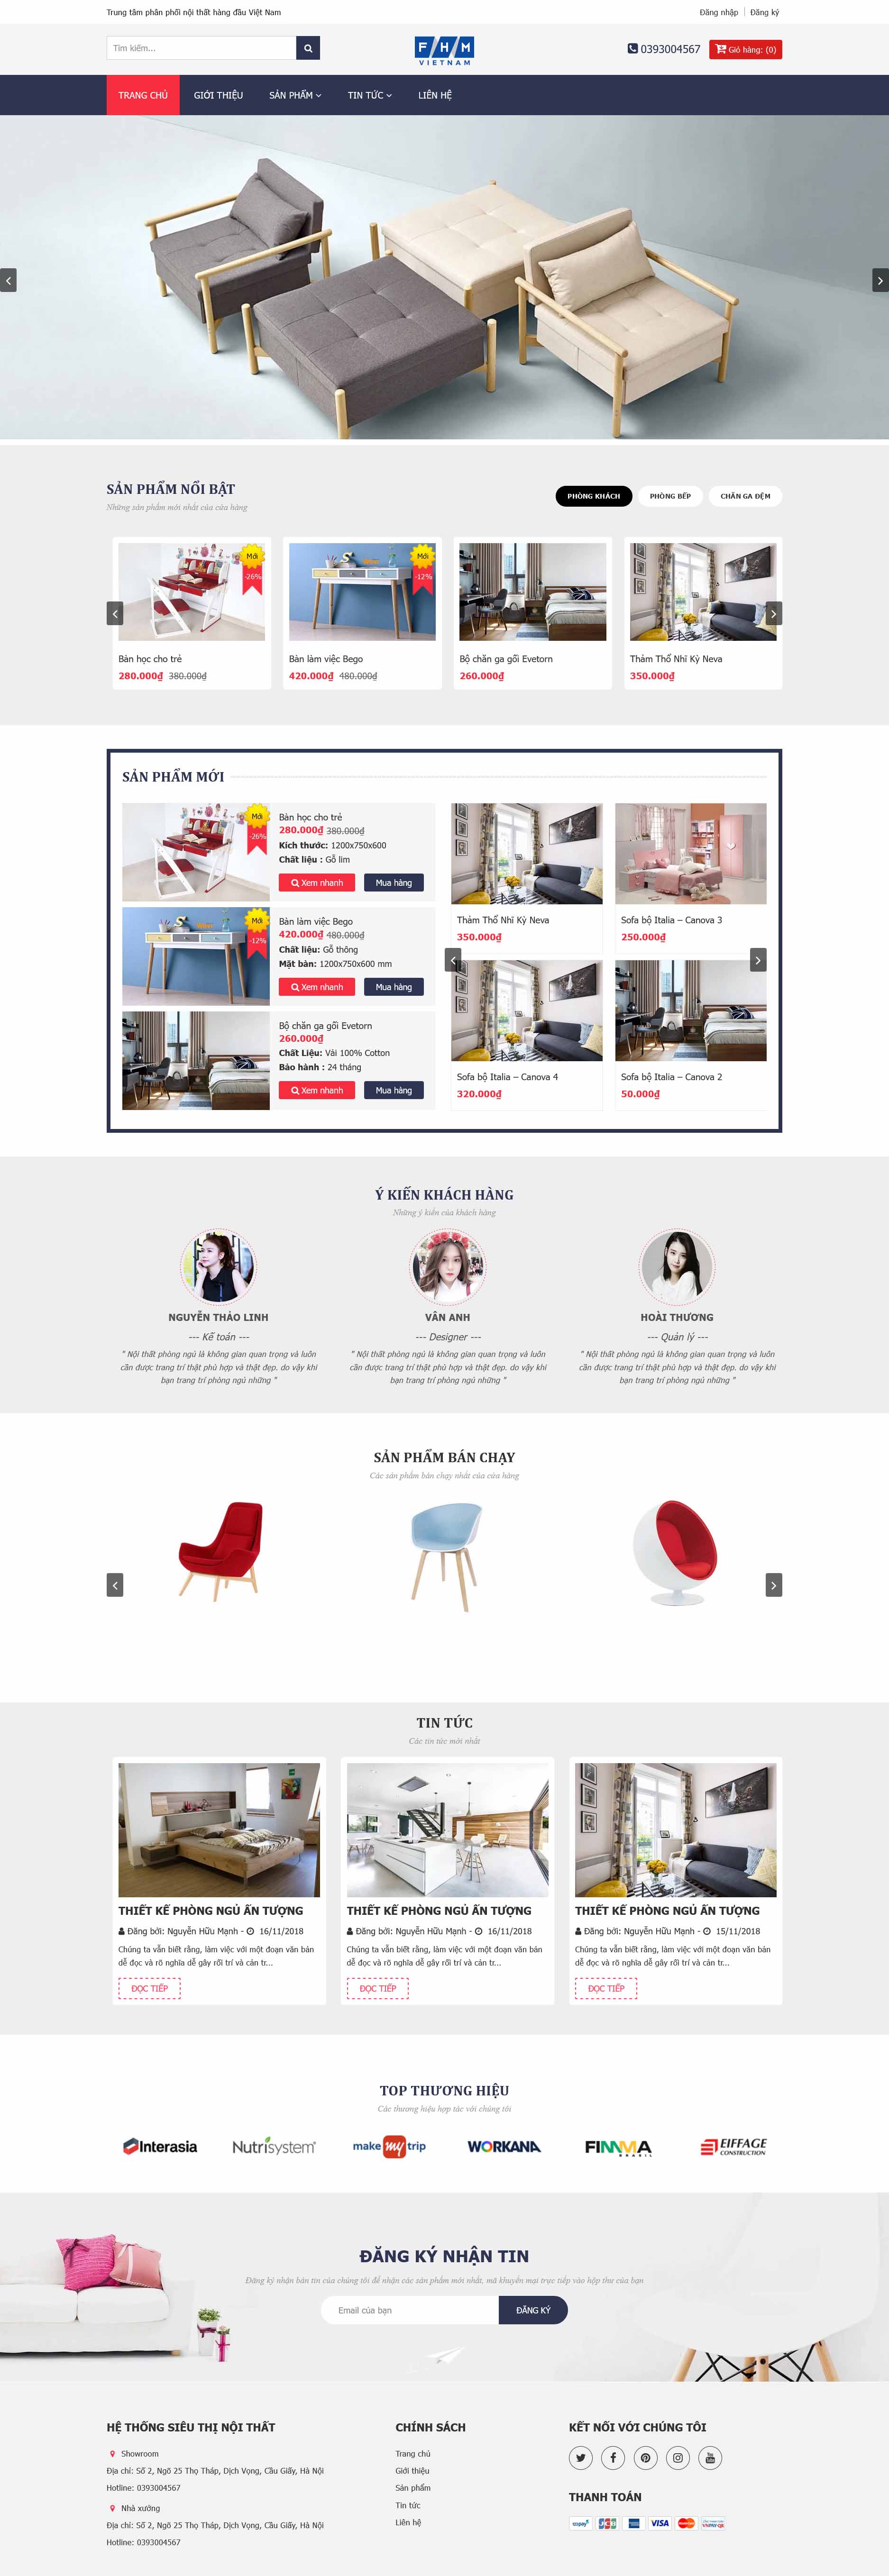 Trung tâm phân phối nội thất hàng đầu Việt Nam
Đăng nhập
Đăng ký
Tìm kiếm...
FHM
VIETNAM
0393004567
Giỏ hàng: (0)
TRANG CHỦ
GIỚI THIỆU
SẢN PHẨM
TIN TỨC
LIÊN HỆ
SẢN PHẨM NỔI BẬT
Những sản phẩm mới nhất của cửa hàng
PHÒNG KHÁCH
PHÒNG BẾP
CHĂN GA ĐỆM
Mới
-26%
Mới
-12%
Bàn học cho trẻ
280.000₫ 380.000₫
Bàn làm việc Bego
420.000₫ 480.000₫
Bộ chăn ga gối Evetorn
260.000₫
Thảm Thổ Nhĩ Kỳ Neva
350.000₫
SẢN PHẨM MỚI
Mới
-26%
Bàn học cho trẻ
280.000₫ 380.000₫
Kích thước: 1200x750x600
Chất liệu : Gỗ lim
Xem nhanh
Mua hàng
Mới
-12%
Bàn làm việc Bego
420.000₫ 480.000₫
Chất liệu: Gỗ thông
Mặt bàn: 1200x750x600 mm
Xem nhanh
Mua hàng
Bộ chăn ga gối Evetorn
260.000₫
Chất Liệu: Vải 100% Cotton
Bảo hành : 24 tháng
Xem nhanh
Mua hàng
Thảm Thổ Nhĩ Kỳ Neva
350.000₫
Sofa bộ Italia – Canova 3
250.000₫
Sofa bộ Italia – Canova 4
320.000₫
Sofa bộ Italia – Canova 2
50.000₫
Ý KIẾN KHÁCH HÀNG
Những ý kiến của khách hàng
NGUYỄN THẢO LINH
--- Kế toán ---
" Nội thất phòng ngủ là không gian quan trọng và luôn
cần được trang trí thật phù hợp và thật đẹp. do vậy khi
bạn trang trí phòng ngủ những "
VÂN ANH
--- Designer ---
" Nội thất phòng ngủ là không gian quan trọng và luôn
cần được trang trí thật phù hợp và thật đẹp. do vậy khi
bạn trang trí phòng ngủ những "
HOÀI THƯƠNG
--- Quản lý ---
" Nội thất phòng ngủ là không gian quan trọng và luôn
cần được trang trí thật phù hợp và thật đẹp. do vậy khi
bạn trang trí phòng ngủ những "
SẢN PHẨM BÁN CHẠY
Các sản phẩm bán chạy nhất của cửa hàng
TIN TỨC
Các tin tức mới nhất
THIẾT KẾ PHÒNG NGỦ ẤN TƯỢNG
Đăng bởi: Nguyễn Hữu Mạnh - 16/11/2018
Chúng ta vẫn biết rằng, làm việc với một đoạn văn bản
dễ đọc và rõ nghĩa dễ gây rối trí và cản tr...
ĐỌC TIẾP
THIẾT KẾ PHÒNG NGỦ ẤN TƯỢNG
Đăng bởi: Nguyễn Hữu Mạnh - 16/11/2018
Chúng ta vẫn biết rằng, làm việc với một đoạn văn bản
dễ đọc và rõ nghĩa dễ gây rối trí và cản tr...
ĐỌC TIẾP
THIẾT KẾ PHÒNG NGỦ ẤN TƯỢNG
Đăng bởi: Nguyễn Hữu Mạnh - 15/11/2018
Chúng ta vẫn biết rằng, làm việc với một đoạn văn bản
dễ đọc và rõ nghĩa dễ gây rối trí và cản tr...
ĐỌC TIẾP
TOP THƯƠNG HIỆU
Các thương hiệu hợp tác với chúng tôi
Interasia
Nutrisystem®
make my trip
WORKANA
FINMMA
BRASIL
EIFFAGE
CONSTRUCTION
ĐĂNG KÝ NHẬN TIN
Đăng ký nhận bản tin của chúng tôi để nhận các sản phẩm mới nhất, mã khuyến mại trực tiếp vào hộp thư của bạn
Email của bạn
ĐĂNG KÝ
HỆ THỐNG SIÊU THỊ NỘI THẤT
Showroom
Địa chỉ: Số 2, Ngõ 25 Thọ Tháp, Dịch Vọng, Cầu Giấy, Hà Nội
Hotline: 0393004567
Nhà xưởng
Địa chỉ: Số 2, Ngõ 25 Thọ Tháp, Dịch Vọng, Cầu Giấy, Hà Nội
Hotline: 0393004567
CHÍNH SÁCH
Trang chủ
Giới thiệu
Sản phẩm
Tin tức
Liên hệ
KẾT NỐI VỚI CHÚNG TÔI
You
THANH TOÁN
JCB
VISA
VNPAY-QR